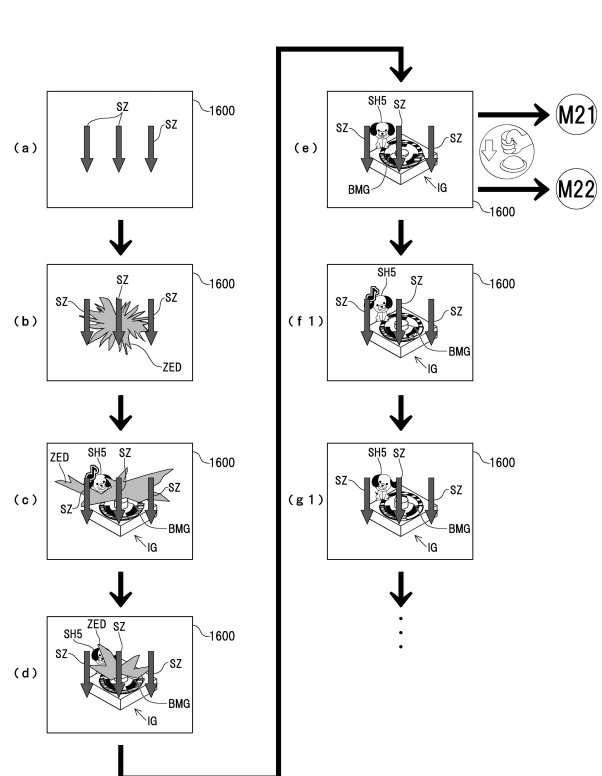 (a)
SZ
SZ
1600
(b)
SZ
SZ
SZ
ZED
1600
(c)
ZED
SH5
SZ
SZ
SZ
BMG
IG
1600
(d)
ZED
SH5
SZ
SZ
SZ
BMG
IG
1600
(e)
SH5
SZ
SZ
SZ
BMG
IG
1600
M21
M22
(f1)
SH5
SZ
SZ
SZ
BMG
IG
1600
(g1)
SH5
SZ
SZ
SZ
BMG
IG
1600